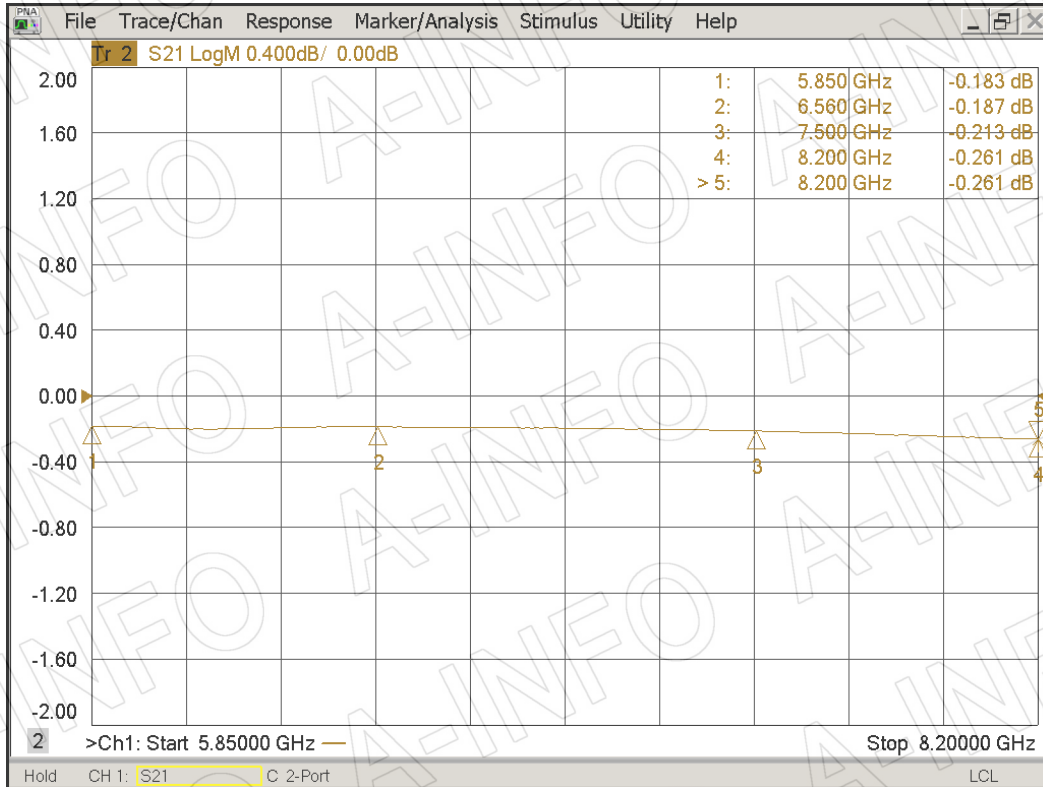 PNA File Trace/Chan Response Marker/Analysis Stimulus Utility Help
Tr 2 S21 LogM 0.400dB/ 0.00dB
2.00
1.60
1.20
0.80
0.40
0.00
-0.40
-0.80
-1.20
-1.60
-2.00
1: 5.850 GHz -0.183 dB
2: 6.560 GHz -0.187 dB
3: 7.500 GHz -0.213 dB
4: 8.200 GHz -0.261 dB
> 5: 8.200 GHz -0.261 dB
1
2
3
5
4
2 >Ch1: Start 5.85000 GHz — Stop 8.20000 GHz
Hold CH 1: S21 C 2-Port LCL
A-INFO
A-INFO
A-INFO
A-INFO
A-INFO
A-INFO